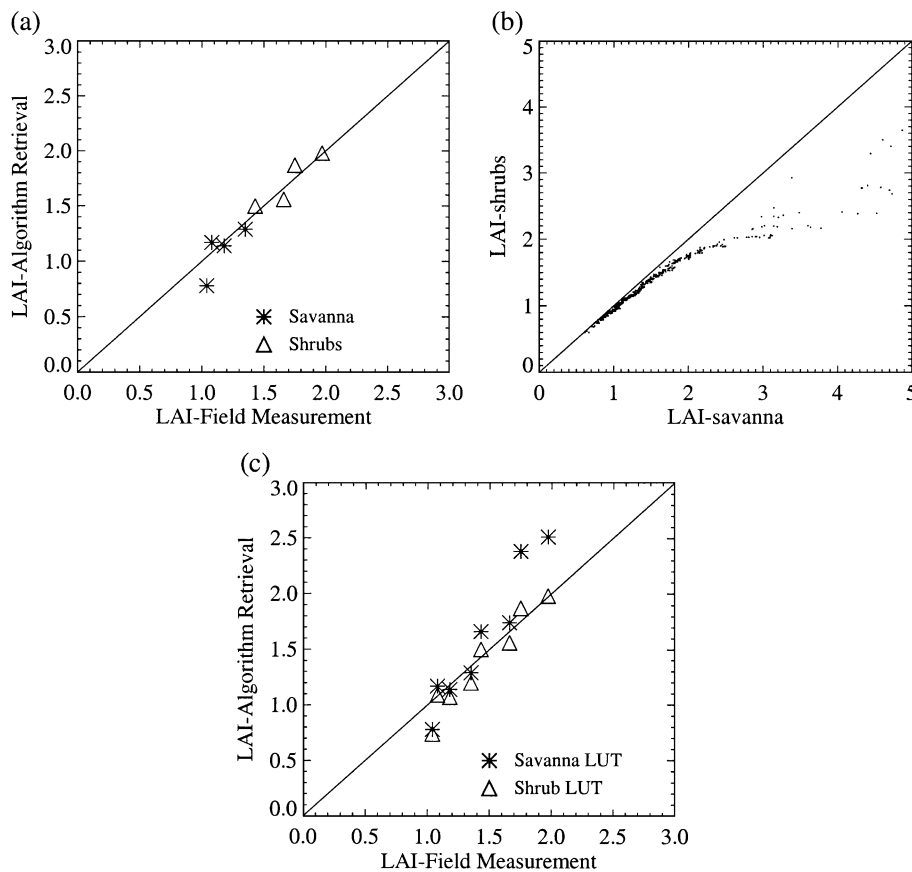 (a)
3.0
2.5
2.0
1.5
1.0
0.5
0.0
LAI-Algorithm Retrieval
Savanna
Shrubs
0.0 0.5 1.0 1.5 2.0 2.5 3.0
LAI-Field Measurement
(b)
5
4
3
2
1
0
LAI-shrubs
0 1 2 3 4 5
LAI-savanna
(c)
3.0
2.5
2.0
1.5
1.0
0.5
0.0
LAI-Algorithm Retrieval
Savanna LUT
Shrub LUT
0.0 0.5 1.0 1.5 2.0 2.5 3.0
LAI-Field Measurement